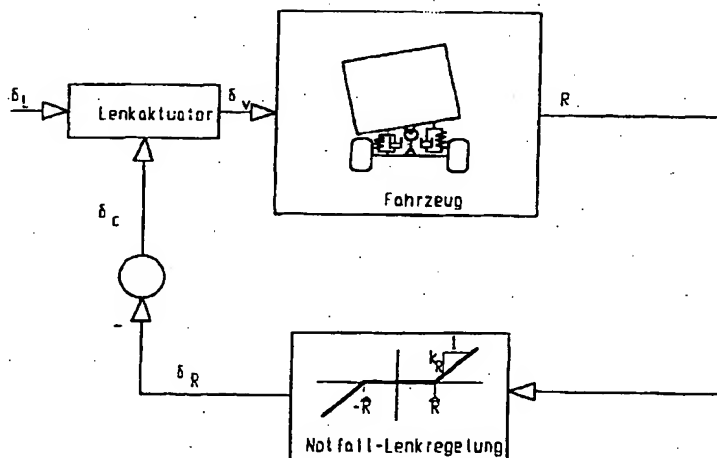 δL
Lenkaktuator
δv
R
Fahrzeug
δc
-
δR
kR
1
-R̂
R̂
Notfall-Lenkregelung